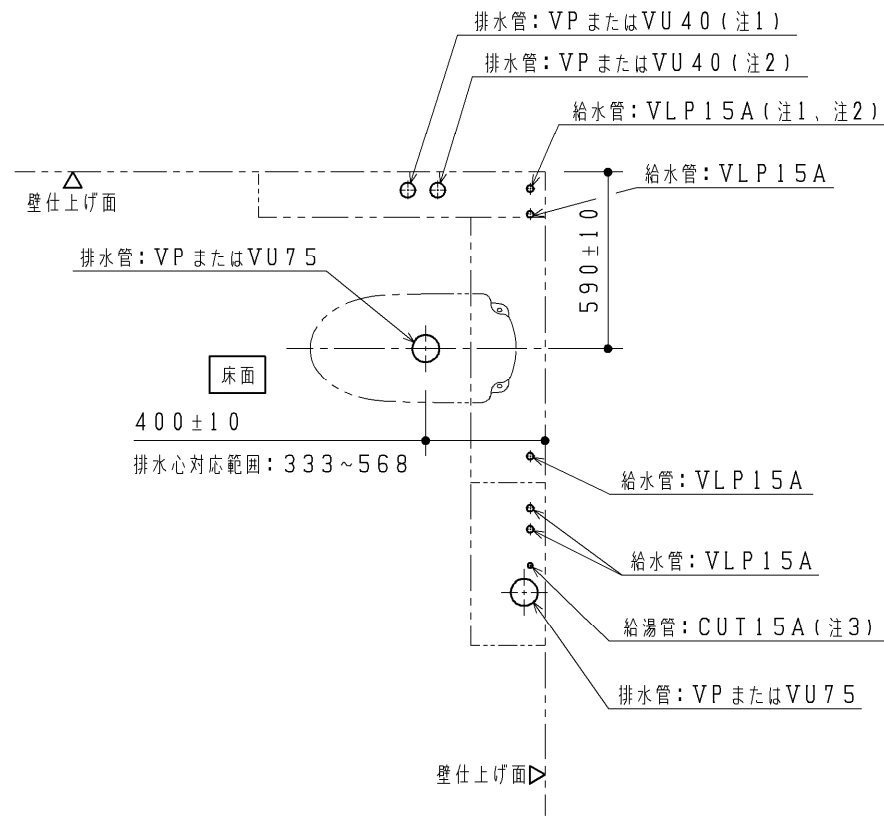 排水管：VPまたはVU40(注1)
排水管：VPまたはVU40(注2)
給水管：VLP15A(注1、注2)
給水管：VLP15A
壁仕上げ面
590±10
排水管：VPまたはVU75
床面
400±10
排水心対応範囲：333~568
給水管：VLP15A
給水管：VLP15A
給湯管：CUT15A(注3)
排水管：VPまたはVU75
壁仕上げ面